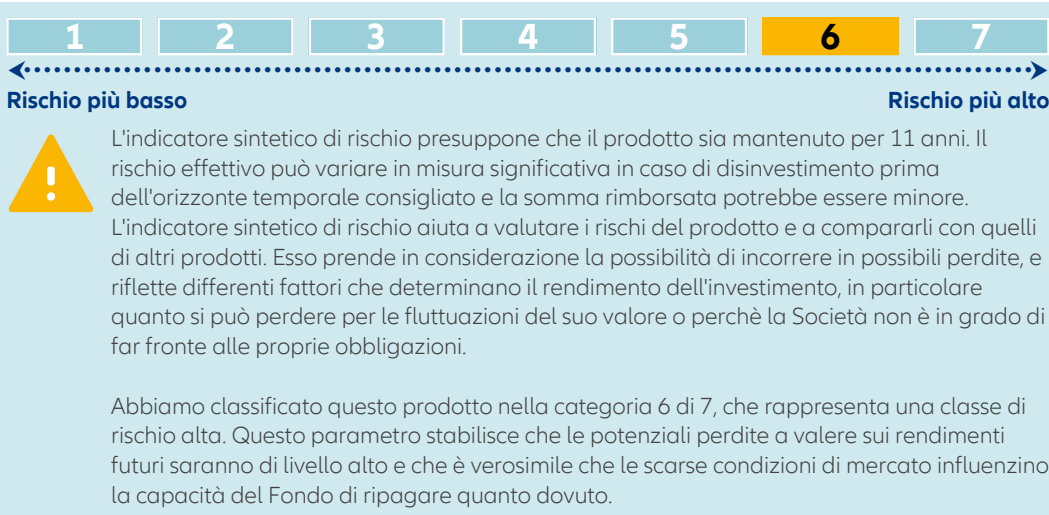 1 2 3 4 5 6 7
Rischio più basso Rischio più alto
L'indicatore sintetico di rischio presuppone che il prodotto sia mantenuto per 11 anni. Il
rischio effettivo può variare in misura significativa in caso di disinvestimento prima
dell'orizzonte temporale consigliato e la somma rimborsata potrebbe essere minore.
L'indicatore sintetico di rischio aiuta a valutare i rischi del prodotto e a compararli con quelli
di altri prodotti. Esso prende in considerazione la possibilità di incorrere in possibili perdite, e
riflette differenti fattori che determinano il rendimento dell'investimento, in particolare
quanto si può perdere per le fluttuazioni del suo valore o perchè la Società non è in grado di
far fronte alle proprie obbligazioni.
Abbiamo classificato questo prodotto nella categoria 6 di 7, che rappresenta una classe di
rischio alta. Questo parametro stabilisce che le potenziali perdite a valere sui rendimenti
futuri saranno di livello alto e che è verosimile che le scarse condizioni di mercato influenzino
la capacità del Fondo di ripagare quanto dovuto.